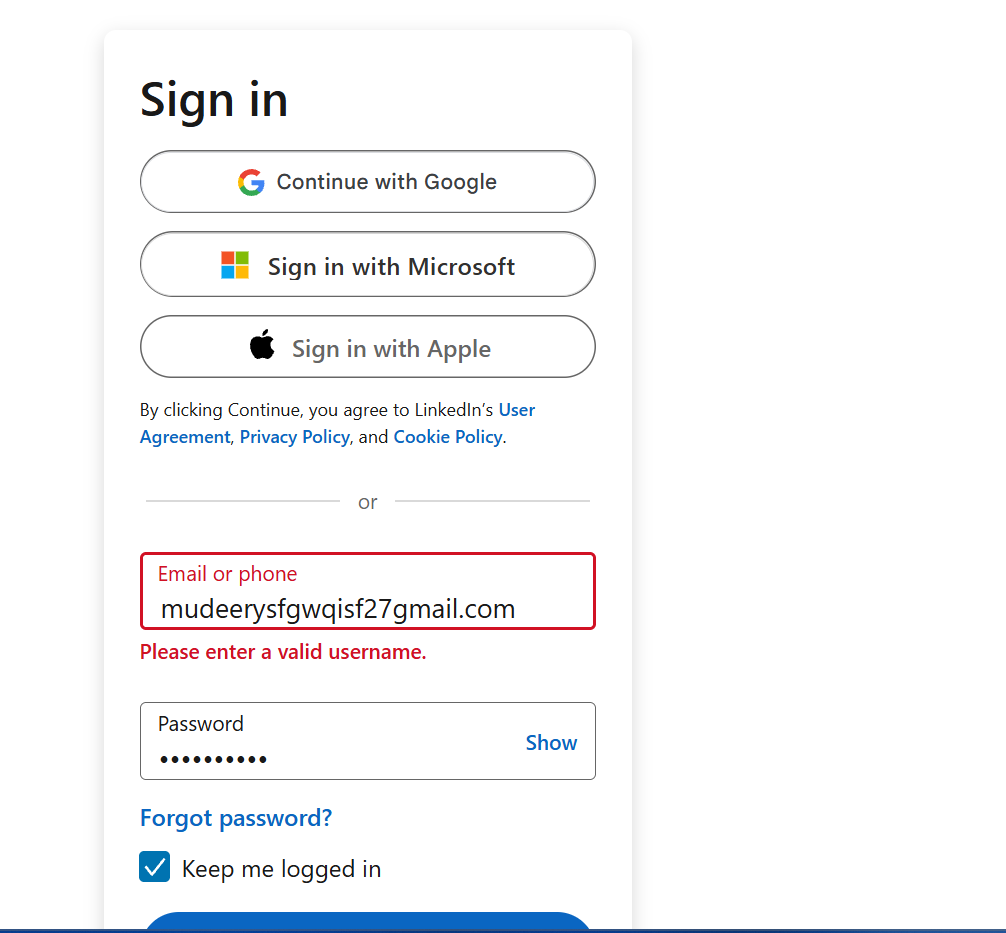 Sign in
Continue with Google
Sign in with Microsoft
Sign in with Apple
By clicking Continue, you agree to LinkedIn’s User
Agreement, Privacy Policy, and Cookie Policy.
or
Email or phone
mudeerysfgwqisf27gmail.com
Please enter a valid username.
Password
••••••••••
Show
Forgot password?
Keep me logged in